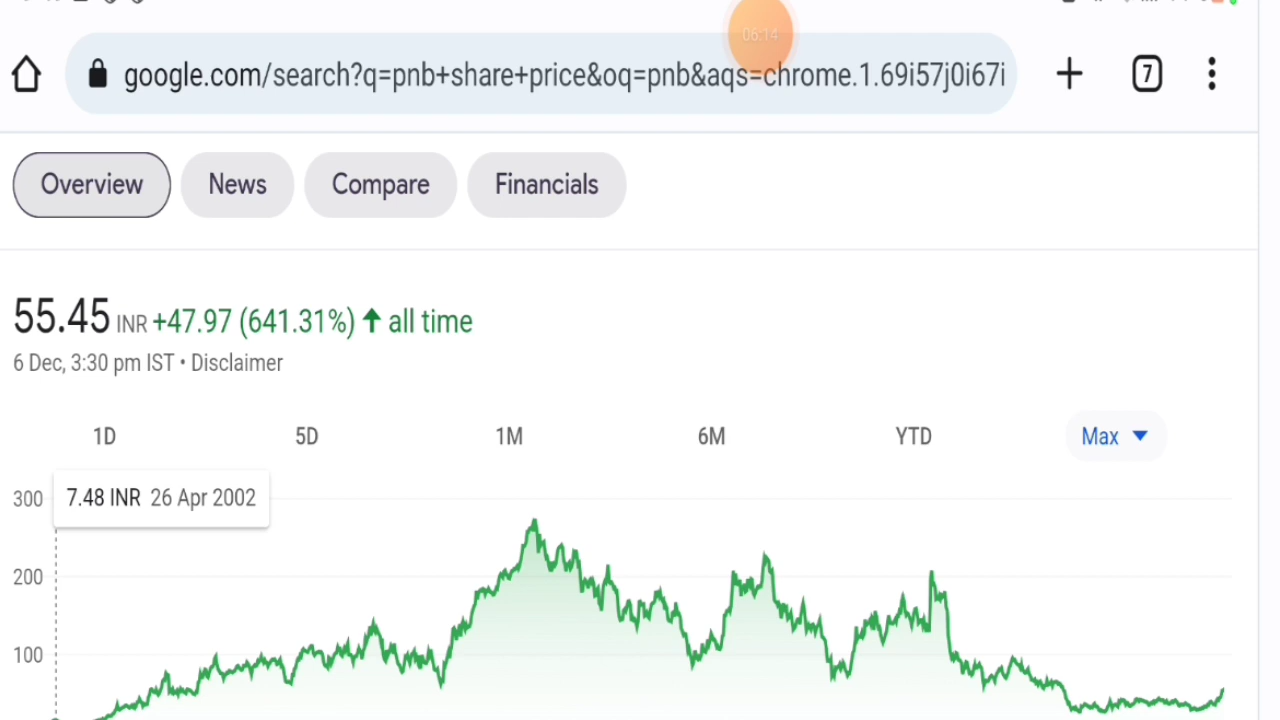 06:14
google.com/search?q=pnb+share+price&oq=pnb&aqs=chrome.1.69i57j0i67i
7
Overview News Compare Financials
55.45 INR +47.97 (641.31%) ↑ all time
6 Dec, 3:30 pm IST • Disclaimer
1D 5D 1M 6M YTD Max
300 7.48 INR 26 Apr 2002
200
100